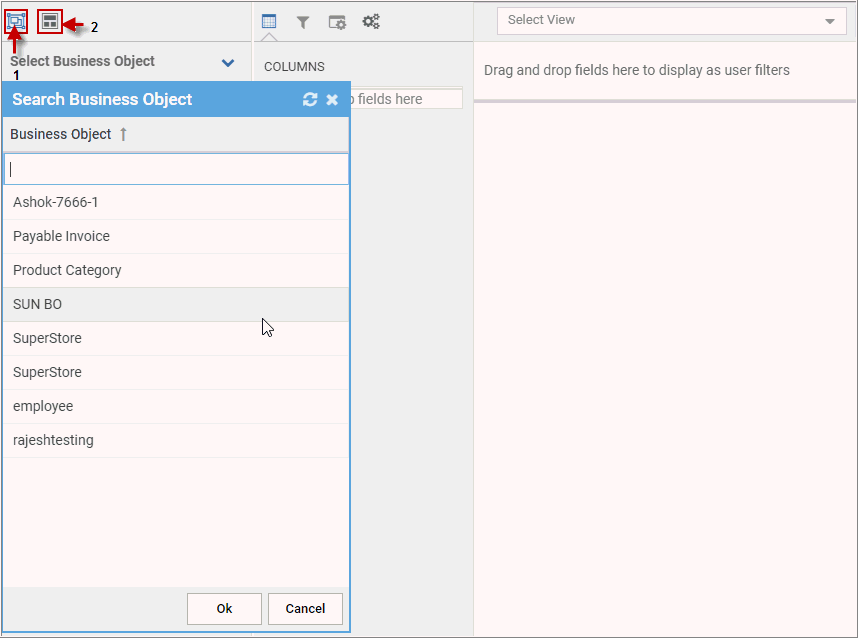 2
Select View
Select Business Object
1
COLUMNS
Drag and drop fields here to display as user filters
Search Business Object
fields here
Business Object
Ashok-7666-1
Payable Invoice
Product Category
SUN BO
SuperStore
SuperStore
employee
rajeshtesting
Ok
Cancel